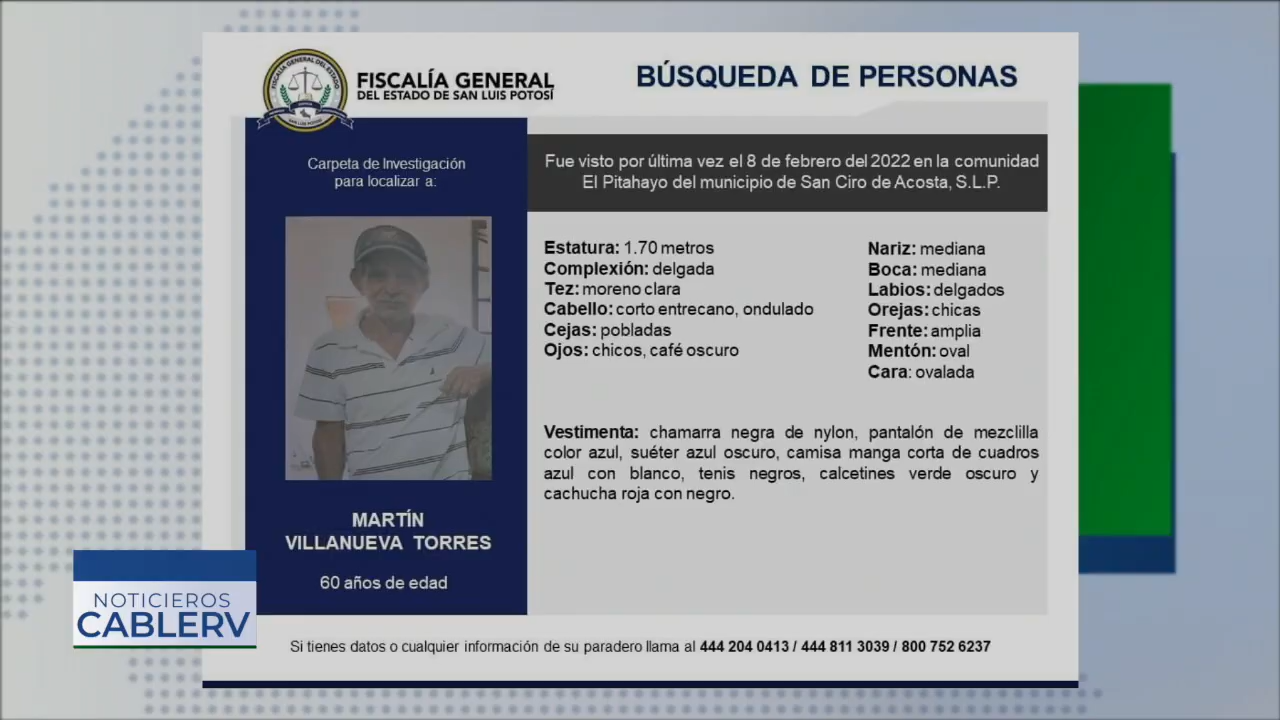 FISCALÍA GENERAL
DEL ESTADO DE SAN LUIS POTOSÍ
BÚSQUEDA DE PERSONAS
Carpeta de Investigación
para localizar a:
MARTÍN
VILLANUEVA TORRES
60 años de edad
Fue visto por última vez el 8 de febrero del 2022 en la comunidad
El Pitahayo del municipio de San Ciro de Acosta, S.L.P.
Estatura: 1.70 metros
Complexión: delgada
Tez: moreno clara
Cabello: corto entrecano, ondulado
Cejas: pobladas
Ojos: chicos, café oscuro
Nariz: mediana
Boca: mediana
Labios: delgados
Orejas: chicas
Frente: amplia
Mentón: oval
Cara: ovalada
Vestimenta: chamarra negra de nylon, pantalón de mezclilla
color azul, suéter azul oscuro, camisa manga corta de cuadros
azul con blanco, tenis negros, calcetines verde oscuro y
cachucha roja con negro.
NOTICIEROS
CABLERV
Si tienes datos o cualquier información de su paradero llama al 444 204 0413 / 444 811 3039 / 800 752 6237